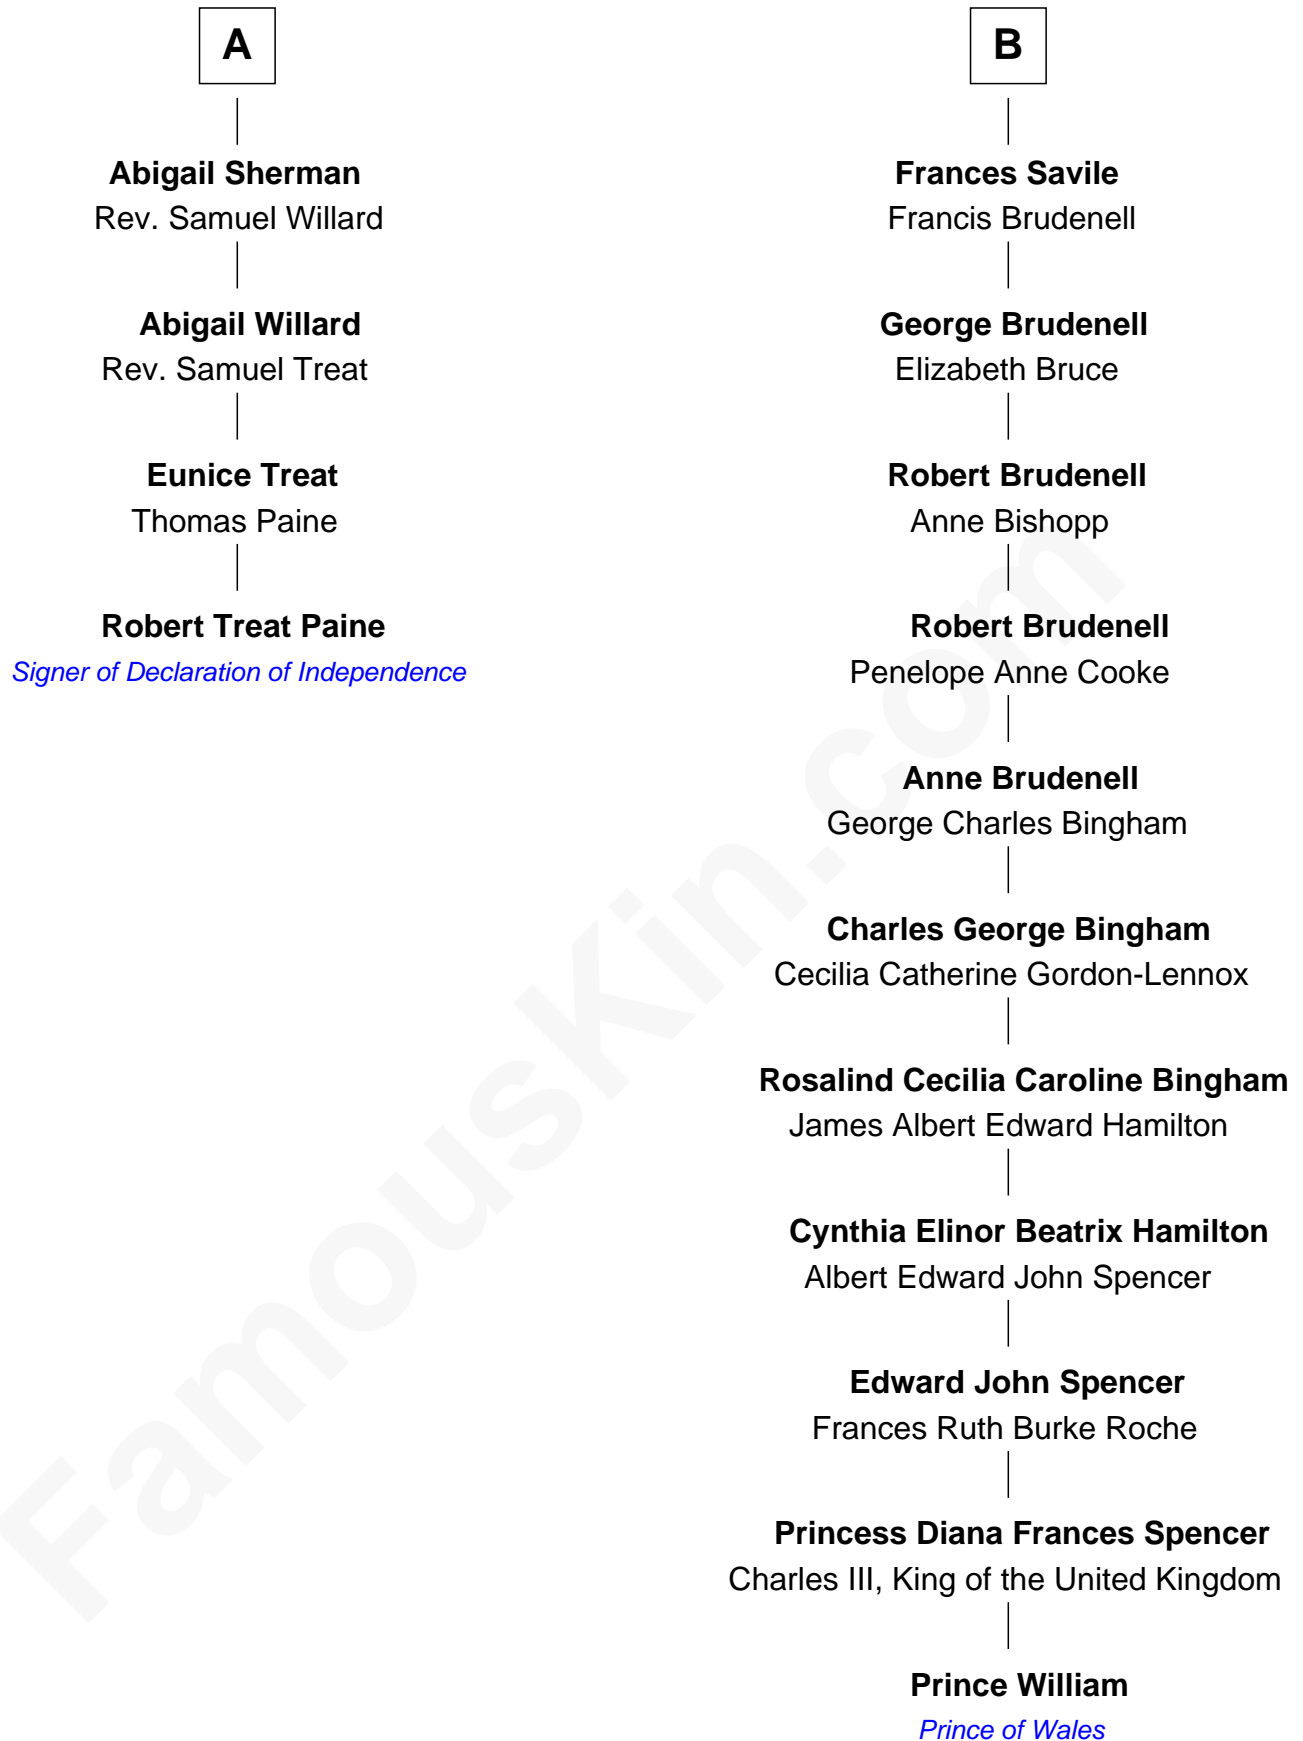 A
Abigail Sherman
Rev. Samuel Willard
Abigail Willard
Rev. Samuel Treat
Eunice Treat
Thomas Paine
Robert Treat Paine
Signer of Declaration of Independence
B
Frances Savile
Francis Brudenell
George Brudenell
Elizabeth Bruce
Robert Brudenell
Anne Bishopp
Robert Brudenell
Penelope Anne Cooke
Anne Brudenell
George Charles Bingham
Charles George Bingham
Cecilia Catherine Gordon-Lennox
Rosalind Cecilia Caroline Bingham
James Albert Edward Hamilton
Cynthia Elinor Beatrix Hamilton
Albert Edward John Spencer
Edward John Spencer
Frances Ruth Burke Roche
Princess Diana Frances Spencer
Charles III, King of the United Kingdom
Prince William
Prince of Wales
FamousKin.com